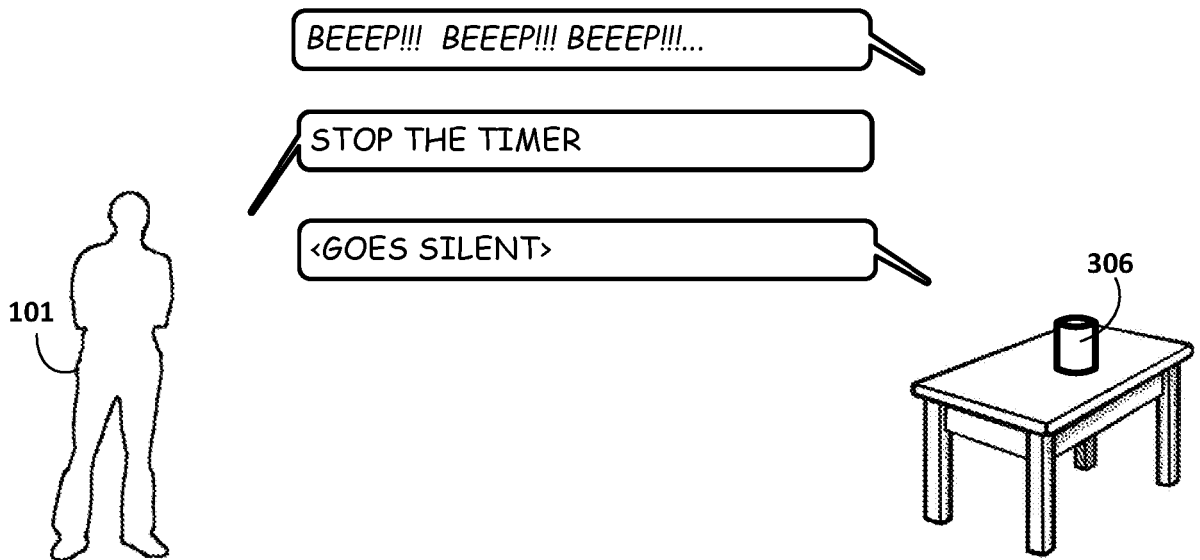 BEEEP!!! BEEEP!!! BEEEP!!!...
STOP THE TIMER
<GOES SILENT>
306
101